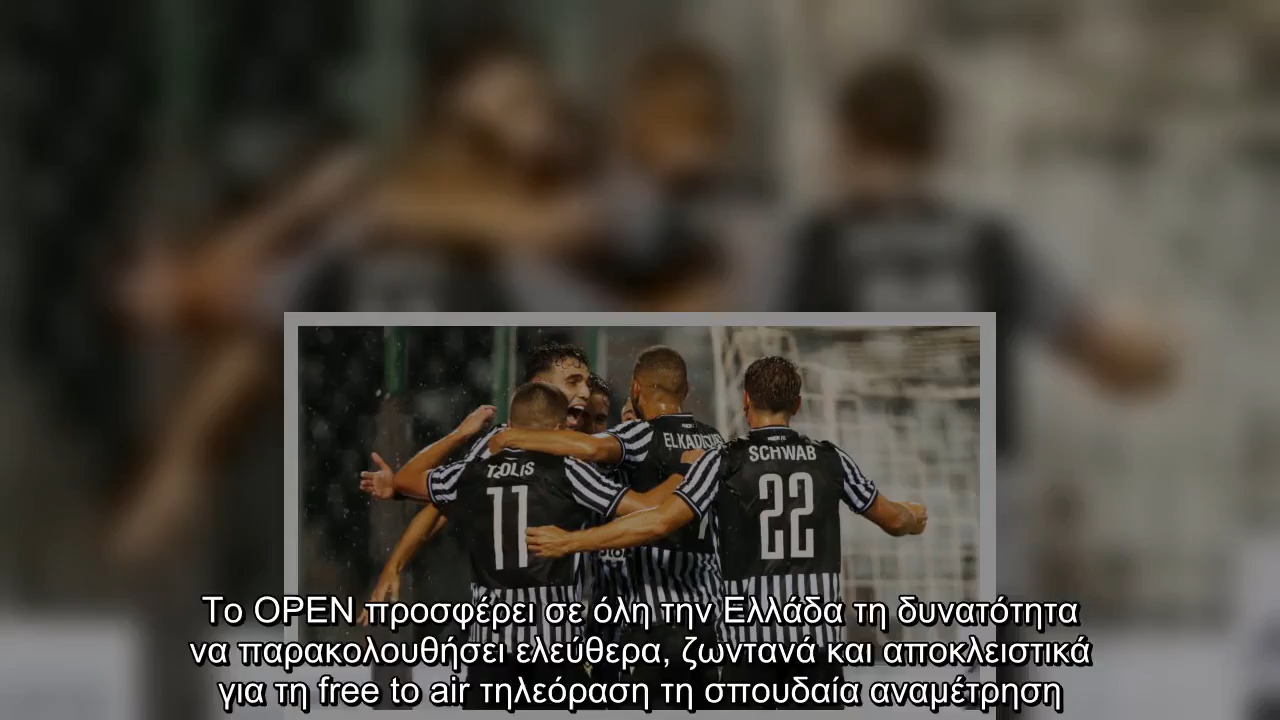 TZOLIS
11
SCHWAB
22
Το OPEN προσφέρει σε όλη την Ελλάδα τη δυνατότητα
να παρακολουθήσει ελεύθερα, ζωντανά και αποκλειστικά
για τη free to air τηλεόραση τη σπουδαία αναμέτρηση